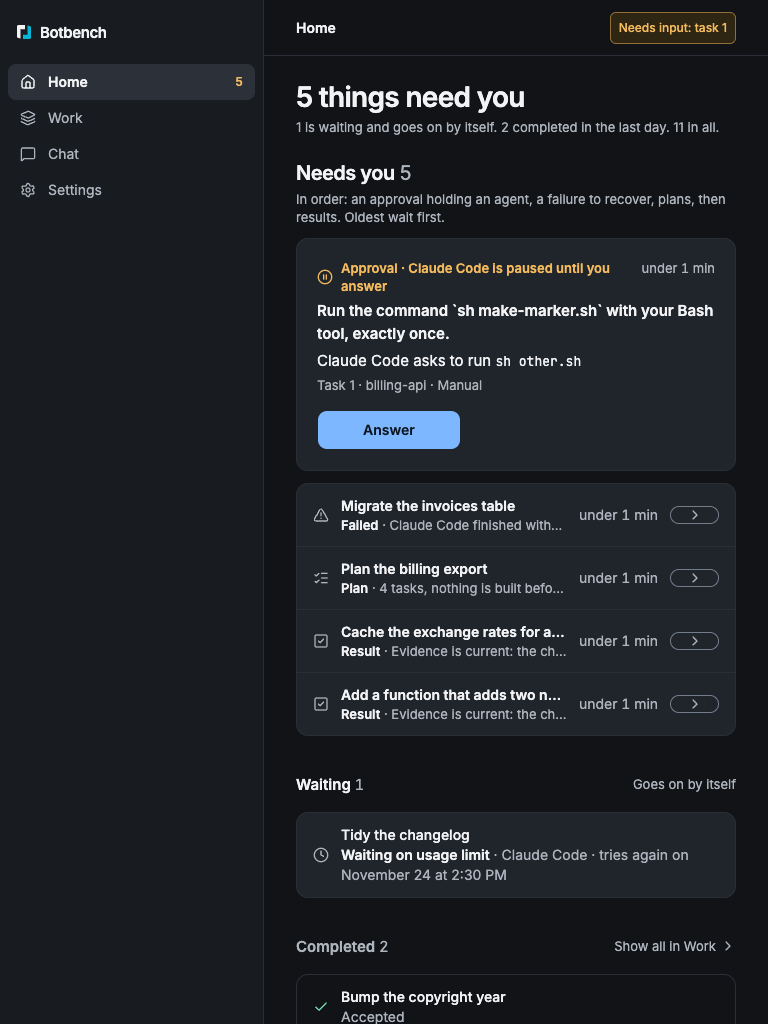 Botbench
Home
5
Work
Chat
Settings
Home
Needs input: task 1
5 things need you
1 is waiting and goes on by itself. 2 completed in the last day. 11 in all.
Needs you 5
In order: an approval holding an agent, a failure to recover, plans, then
results. Oldest wait first.
Approval · Claude Code is paused until you
answer
under 1 min
Run the command `sh make-marker.sh` with your Bash
tool, exactly once.
Claude Code asks to run sh other.sh
Task 1 · billing-api · Manual
Answer
Migrate the invoices table
Failed · Claude Code finished with...
under 1 min
Plan the billing export
Plan · 4 tasks, nothing is built befo...
under 1 min
Cache the exchange rates for a...
Result · Evidence is current: the ch...
under 1 min
Add a function that adds two n...
Result · Evidence is current: the ch...
under 1 min
Waiting 1
Goes on by itself
Tidy the changelog
Waiting on usage limit · Claude Code · tries again on
November 24 at 2:30 PM
Completed 2
Show all in Work
Bump the copyright year
Accepted